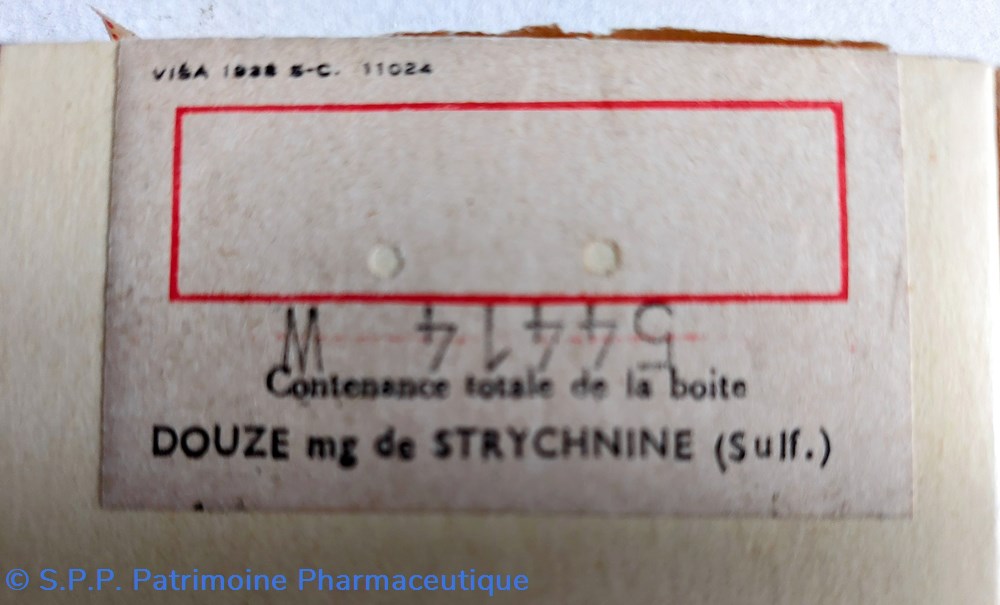 VISA 1938 S-C. 11024
54414 M
Contenance totale de la boite
DOUZE mg de STRYCHNINE (Sulf.)
© S.P.P. Patrimoine Pharmaceutique